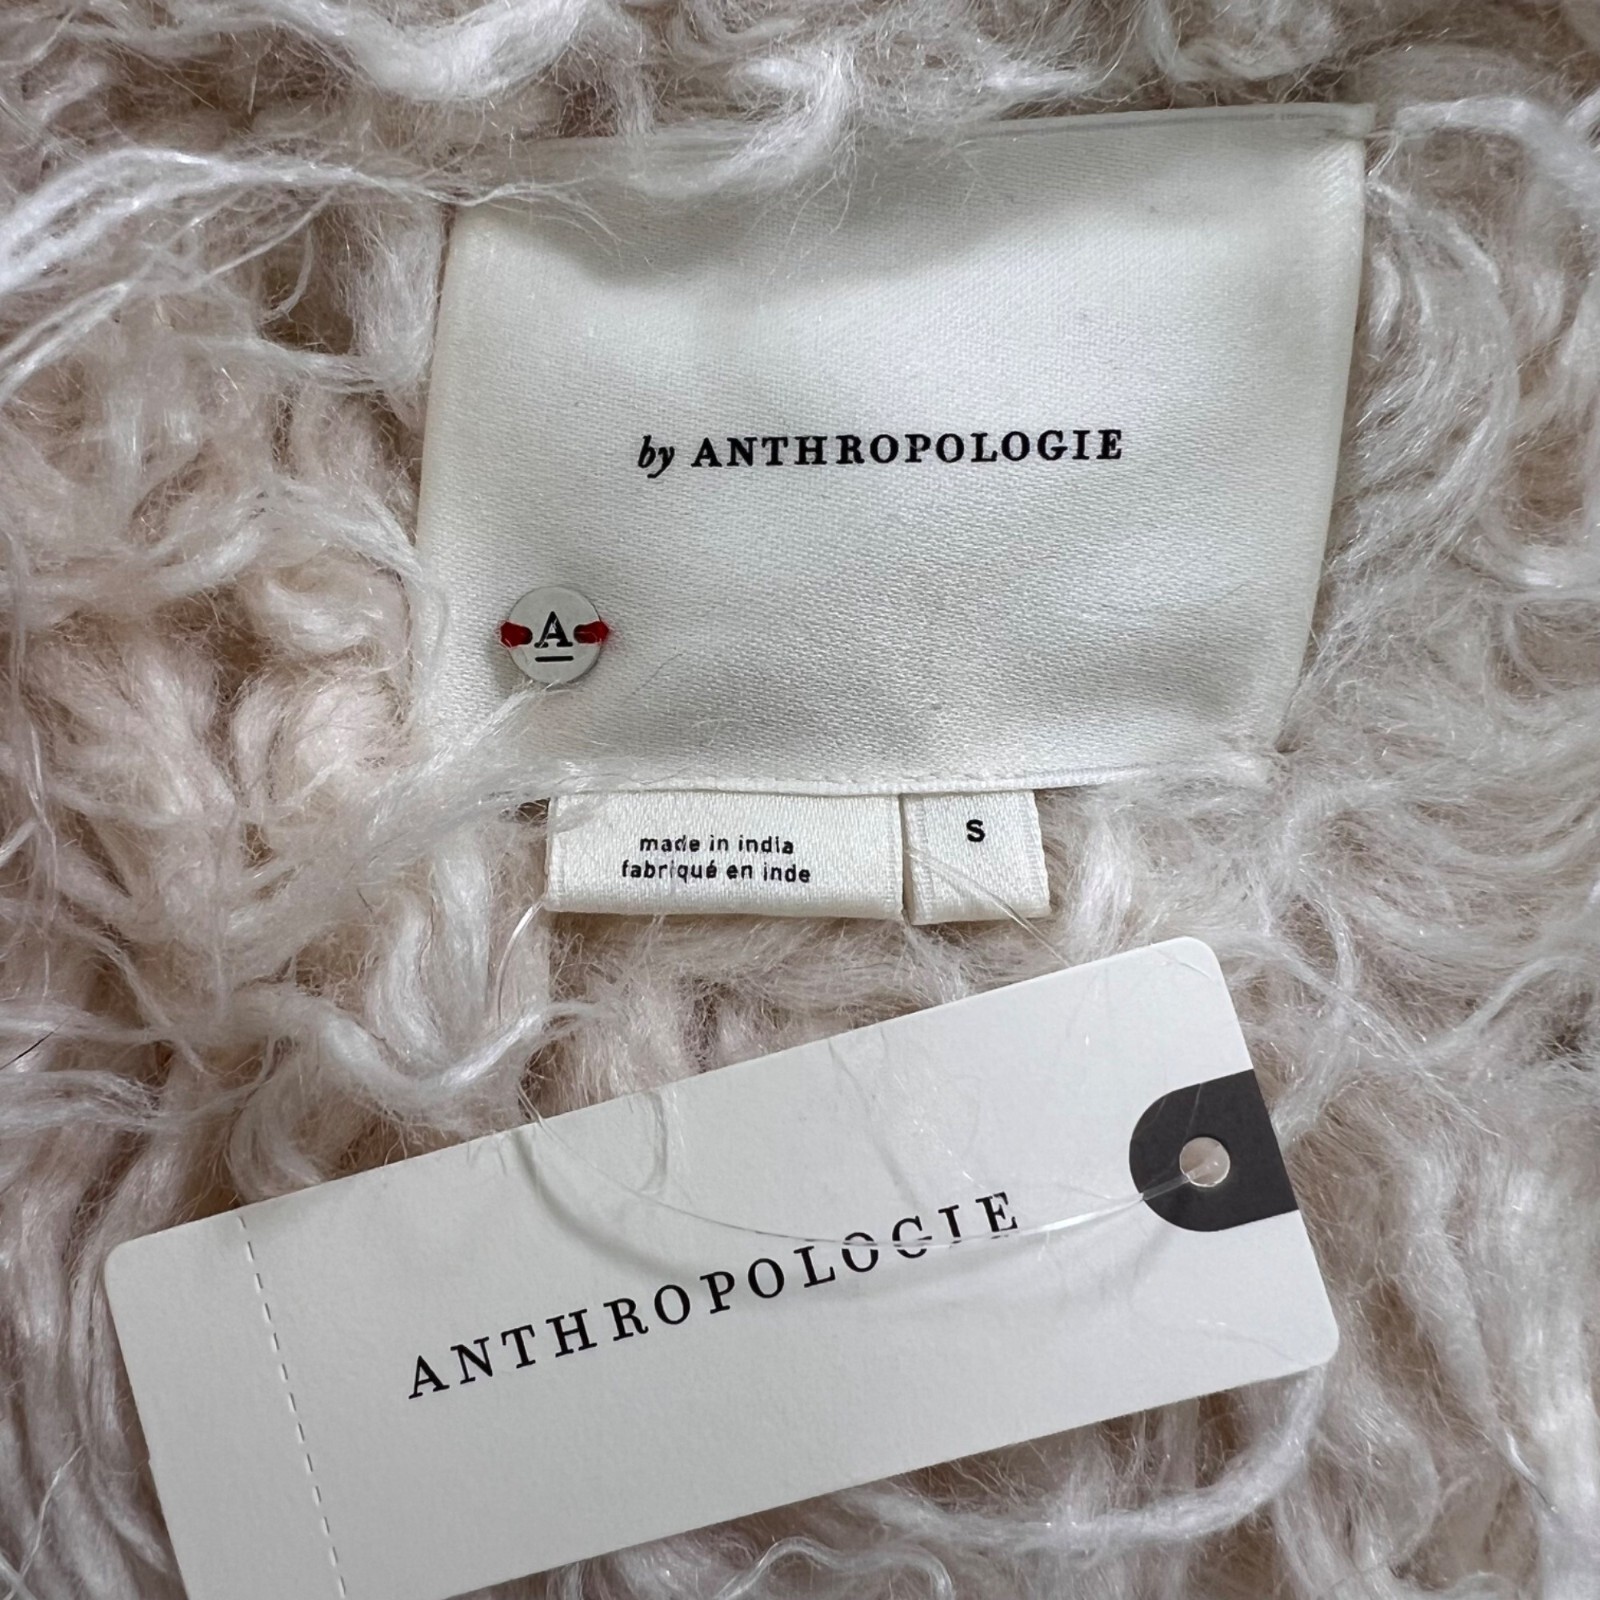 by ANTHROPOLOGIE
A
made in india
fabriqué en inde
S
ANTHROPOLOGIE